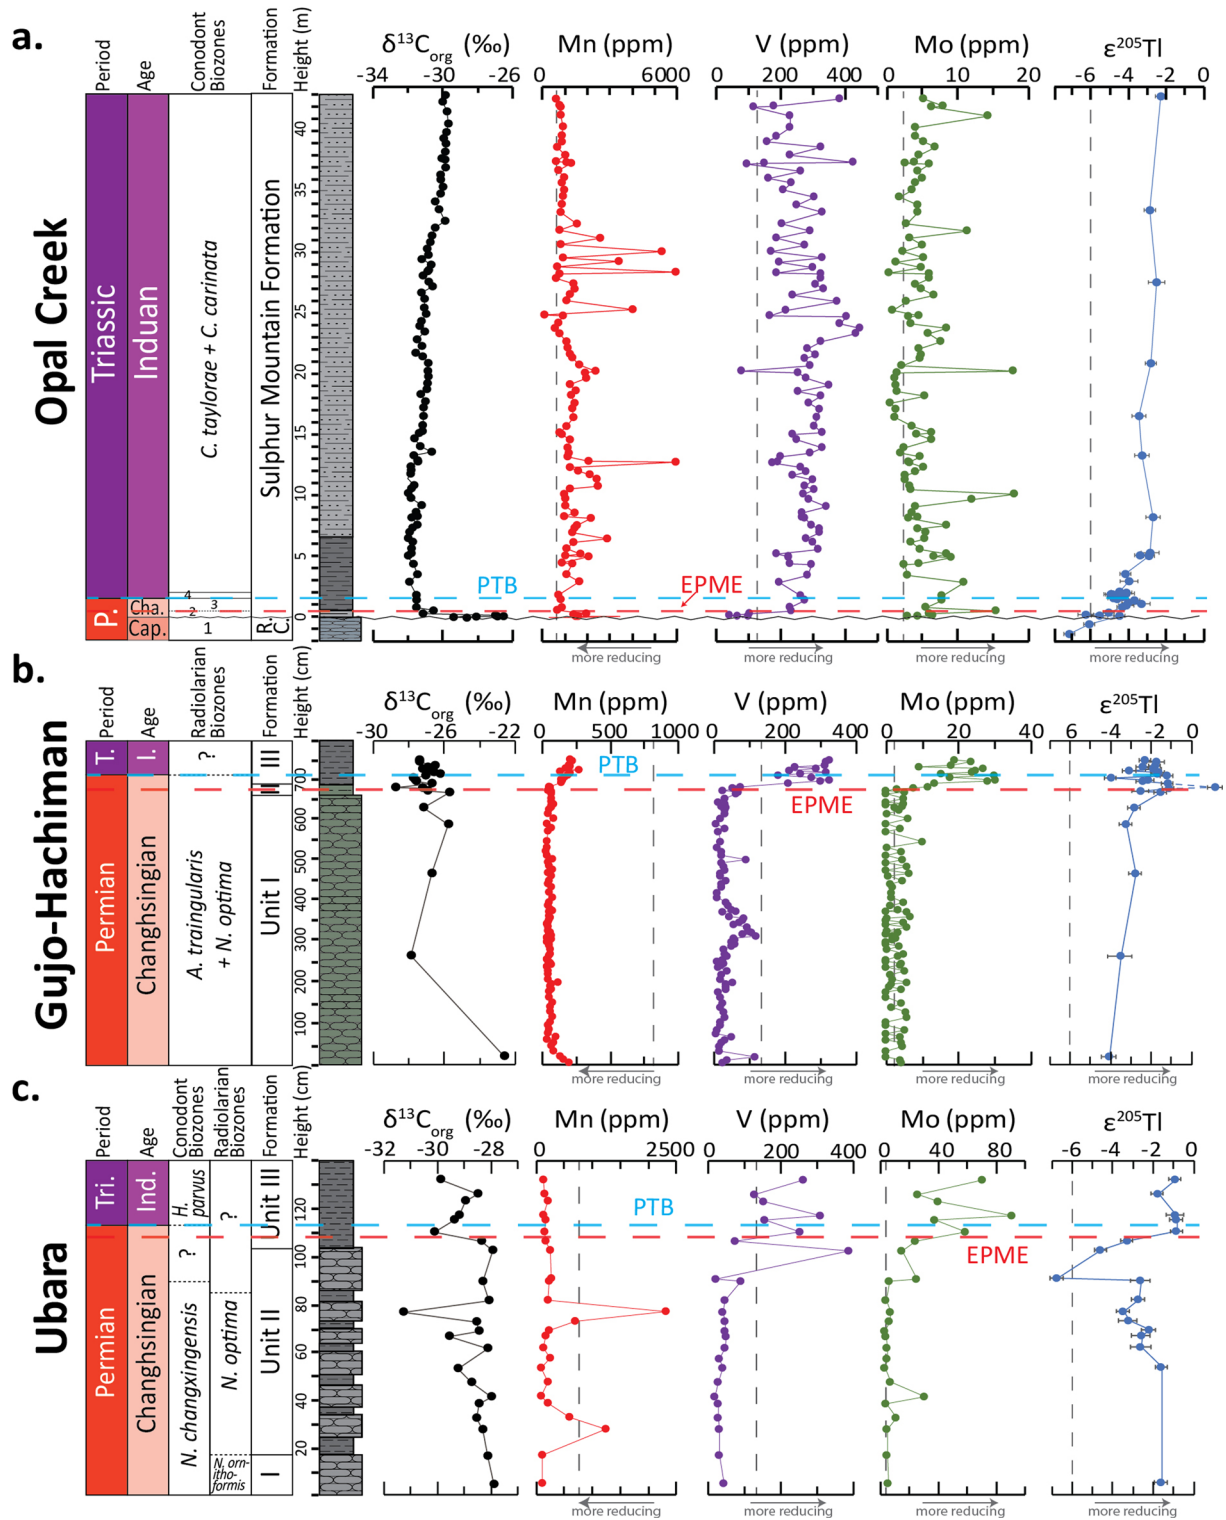 a.
Opal Creek
Period
Age
Conodont
Biozones
Formation
Height (m)
δ¹³Corg (‰)
-34 -30 -26
Mn (ppm)
0 6000
V (ppm)
0 200 400
Mo (ppm)
0 10 20
ε²⁰⁵Tl
-6 -4 -2 0
Triassic
Induan
C. taylorae + C. carinata
Sulphur Mountain Formation
40
35
30
25
20
15
10
5
0
PTB
EPME
P.
Cha.
Cap.
4
3
2
1
R.
C.
more reducing
more reducing
more reducing
more reducing
b.
Gujo-Hachiman
Period
Age
Radiolarian
Biozones
Formation
Height (cm)
δ¹³Corg (‰)
-30 -26 -22
Mn (ppm)
0 5000 10000
V (ppm)
0 200 400
Mo (ppm)
0 20 40
ε²⁰⁵Tl
-6 -4 -2 0
T.
I.
?
III
II
PTB
EPME
Permian
Changhsingian
A. traingularis
+ N. optima
Unit I
700
600
500
400
300
200
100
more reducing
more reducing
more reducing
more reducing
c.
Ubara
Period
Age
Conodont
Biozones
Radiolarian
Biozones
Formation
Height (cm)
δ¹³Corg (‰)
-32 -30 -28
Mn (ppm)
0 2500
V (ppm)
0 200 400
Mo (ppm)
0 40 80
ε²⁰⁵Tl
-6 -4 -2 0
Tri.
Ind.
H.
parvus
?
Unit III
PTB
EPME
Permian
Changhsingian
?
N. changxingensis
N. optima
Unit II
N. orn-
itho-
formis
I
120
100
80
60
40
20
0
more reducing
more reducing
more reducing
more reducing